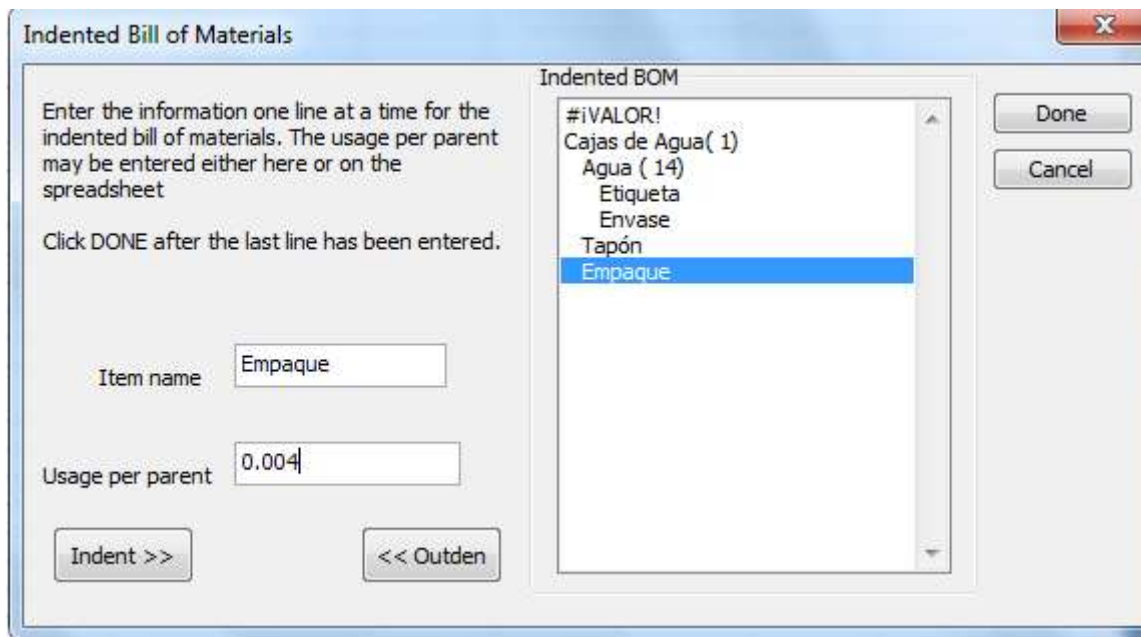 Indented Bill of Materials
Enter the information one line at a time for the
indented bill of materials. The usage per parent
may be entered either here or on the
spreadsheet
Click DONE after the last line has been entered.
Item name
Empaque
Usage per parent
0.004
Indent >>
<< Outden
Indented BOM
#¡VALOR!
Cajas de Agua( 1)
Agua ( 14)
Etiqueta
Envase
Tapón
Empaque
Done
Cancel